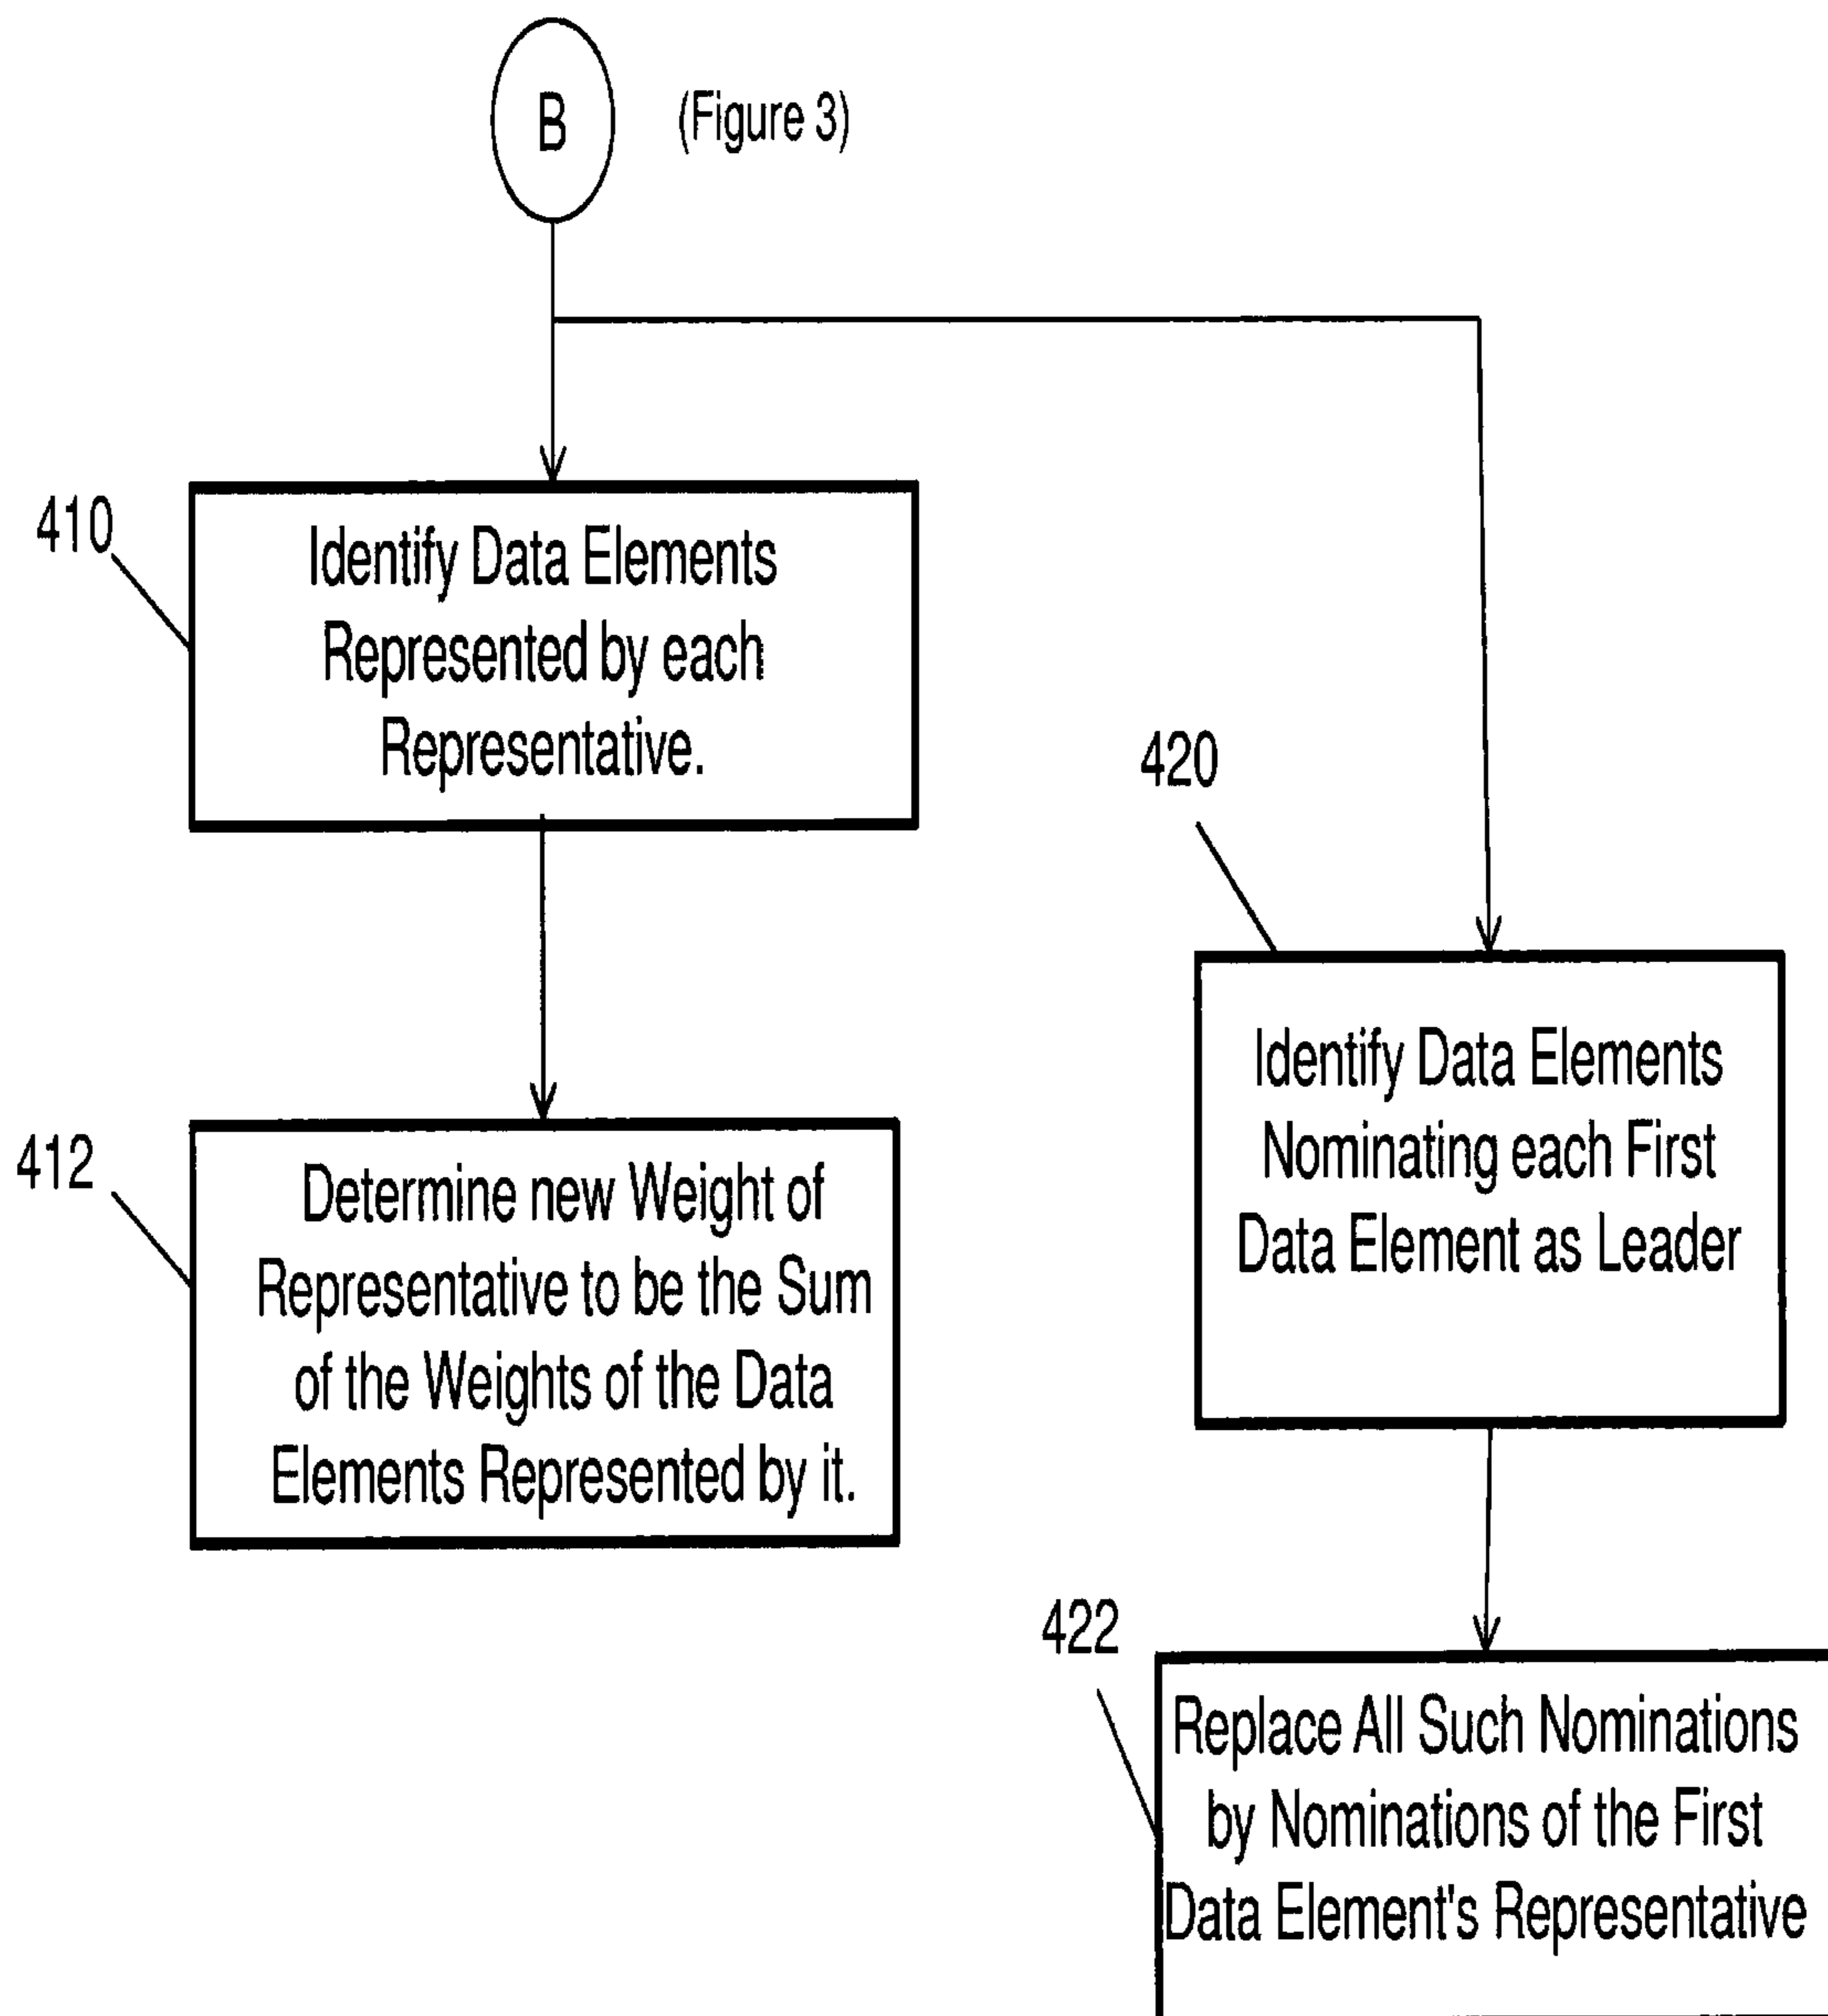 B
(Figure 3)
410
Identify Data Elements
Represented by each
Representative.
412
Determine new Weight of
Representative to be the Sum
of the Weights of the Data
Elements Represented by it.
420
Identify Data Elements
Nominating each First
Data Element as Leader
422
Replace All Such Nominations
by Nominations of the First
Data Element's Representative